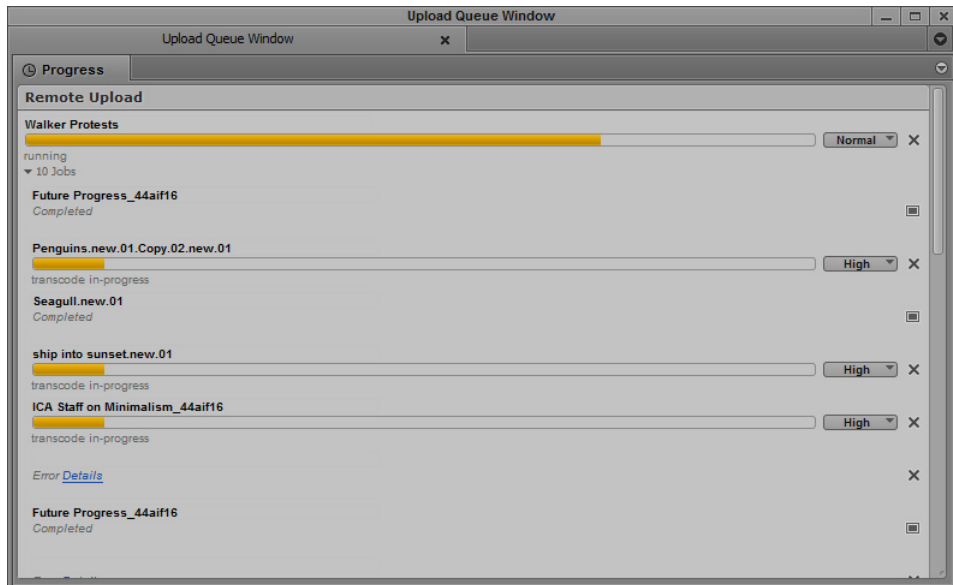 Upload Queue Window
Upload Queue Window
Progress
Remote Upload
Walker Protests
Normal
running
10 Jobs
Future Progress_44aif16
Completed
Penguins.new.01.Copy.02.new.01
High
transcode in-progress
Seagull.new.01
Completed
ship into sunset.new.01
High
transcode in-progress
ICA Staff on Minimalism_44aif16
High
transcode in-progress
Error Details
Future Progress_44aif16
Completed